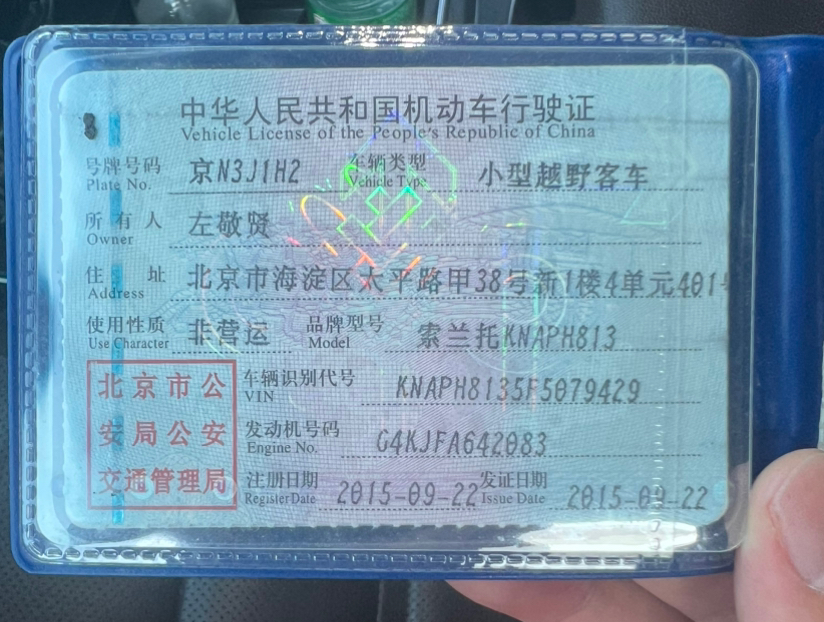 中华人民共和国机动车行驶证
Vehicle License of the People's Republic of China
号牌号码 京N3J1H2 车辆类型 小型越野客车
Plate No. Vehicle Type
所有人 左敬贤
Owner
住址 北京市海淀区太平路甲38号新1楼4单元401
Address
使用性质 非营运 品牌型号 索兰托KNAPH813
Use Character Model
北京市公 车辆识别代号 KNAPH8135F5079429
VIN
安局公安 发动机号码 G4KJFA642083
Engine No.
交通管理局 注册日期 2015-09-22 发证日期 2015-09-22
Register Date Issue Date